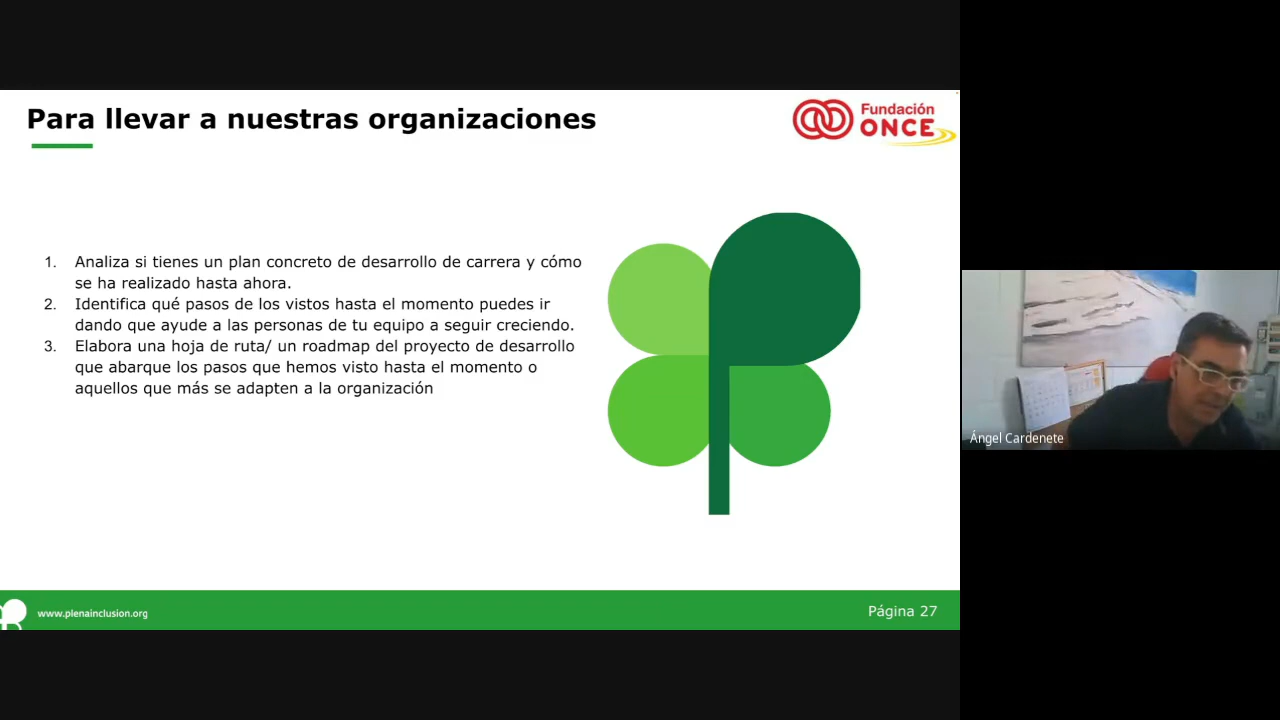 Para llevar a nuestras organizaciones
Fundación
ONCE
1. Analiza si tienes un plan concreto de desarrollo de carrera y cómo
se ha realizado hasta ahora.
2. Identifica qué pasos de los vistos hasta el momento puedes ir
dando que ayude a las personas de tu equipo a seguir creciendo.
3. Elabora una hoja de ruta/ un roadmap del proyecto de desarrollo
que abarque los pasos que hemos visto hasta el momento o
aquellos que más se adapten a la organización
Ángel Cardenete
www.plenainclusion.org
Página 27